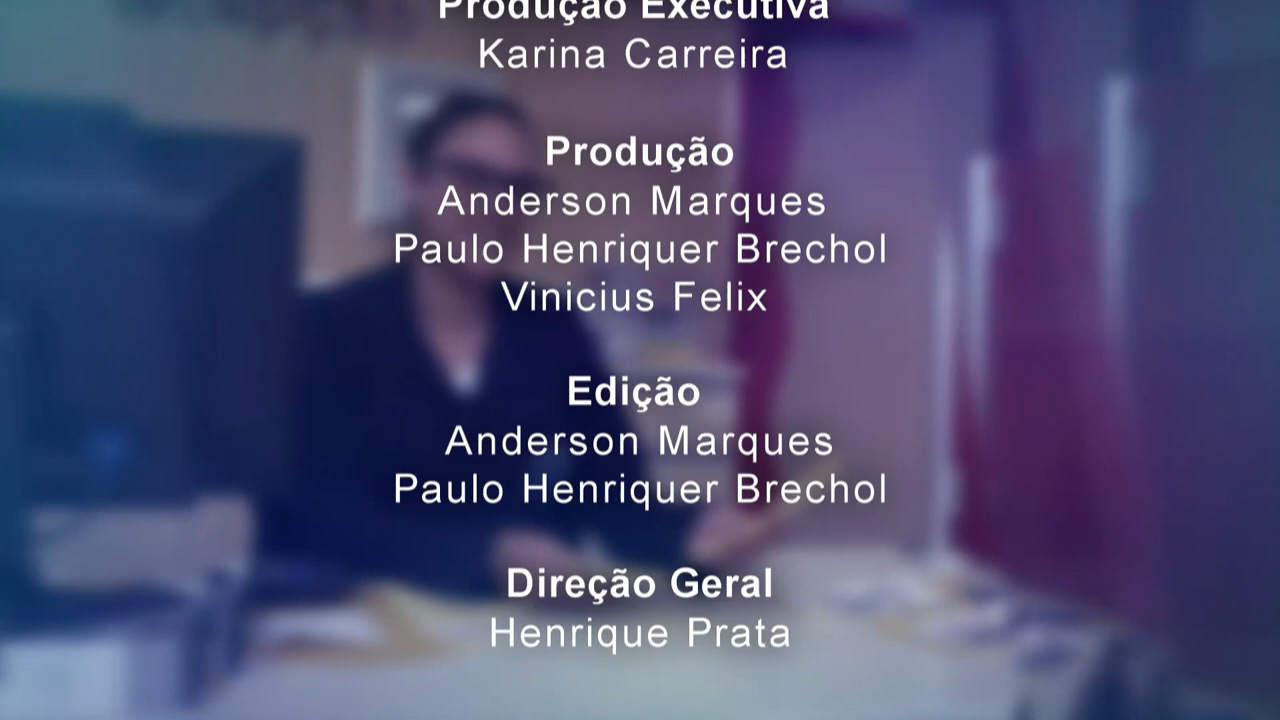 Produção Executiva
Karina Carreira
Produção
Anderson Marques
Paulo Henriquer Brechol
Vinicius Felix
Edição
Anderson Marques
Paulo Henriquer Brechol
Direção Geral
Henrique Prata